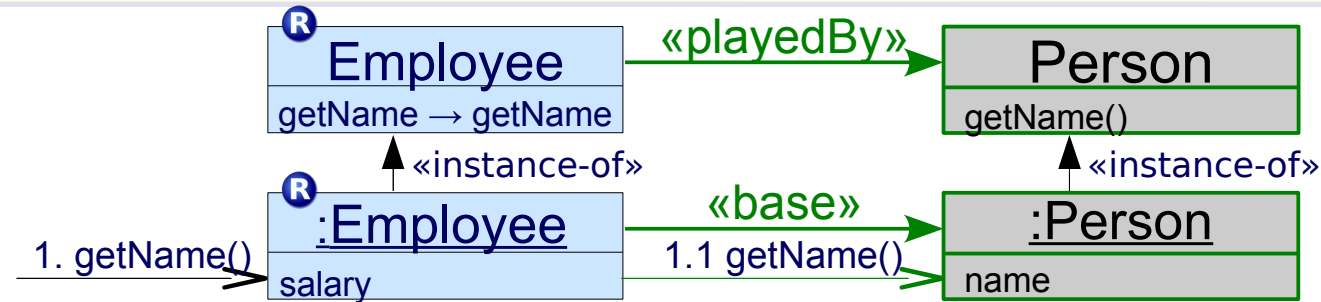 R
Employee
«playedBy»
Person
getName → getName
getName()
«instance-of»
«instance-of»
R
:Employee
«base»
:Person
1. getName()
1.1 getName()
salary
name